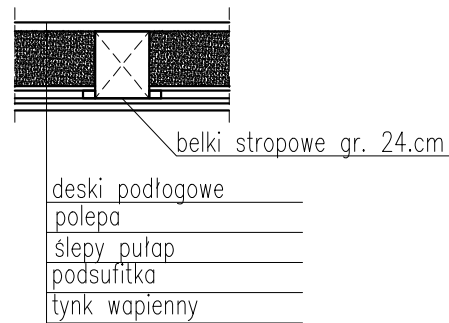 belki stropowe gr. 24.cm
deski podłogowe
polepa
ślepy pułap
podsufitka
tynk wapienny